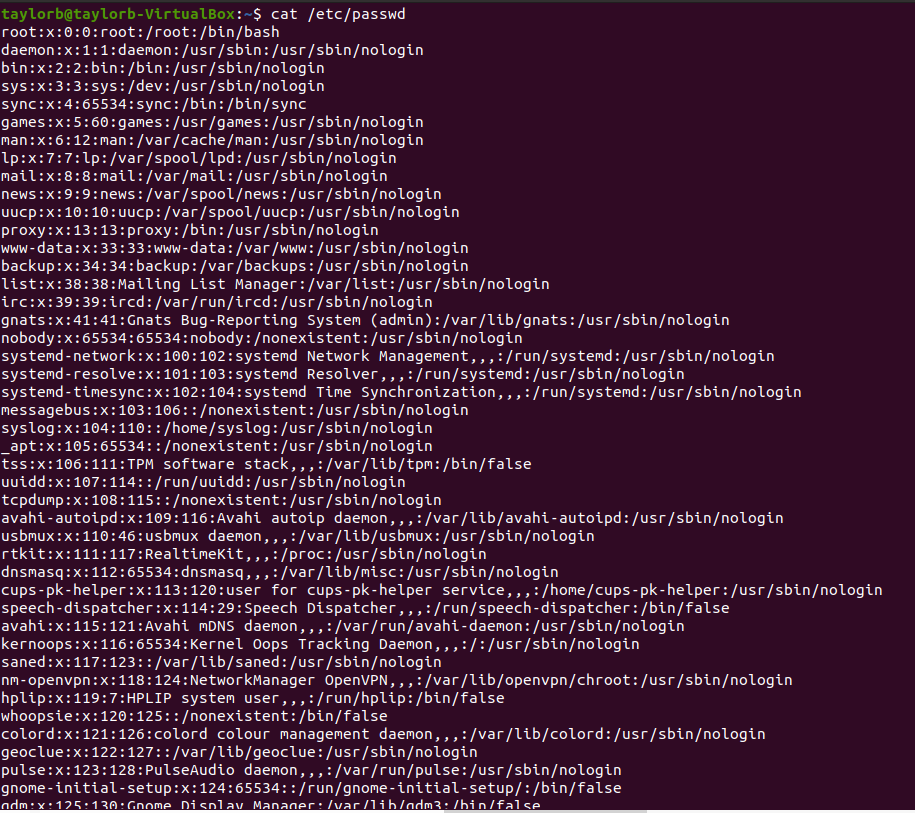 taylorb@taylorb-VirtualBox:~$ cat /etc/passwd
root:x:0:0:root:/root:/bin/bash
daemon:x:1:1:daemon:/usr/sbin:/usr/sbin/nologin
bin:x:2:2:bin:/bin:/usr/sbin/nologin
sys:x:3:3:sys:/dev:/usr/sbin/nologin
sync:x:4:65534:sync:/bin:/bin/sync
games:x:5:60:games:/usr/games:/usr/sbin/nologin
man:x:6:12:man:/var/cache/man:/usr/sbin/nologin
lp:x:7:7:lp:/var/spool/lpd:/usr/sbin/nologin
mail:x:8:8:mail:/var/mail:/usr/sbin/nologin
news:x:9:9:news:/var/spool/news:/usr/sbin/nologin
uucp:x:10:10:uucp:/var/spool/uucp:/usr/sbin/nologin
proxy:x:13:13:proxy:/bin:/usr/sbin/nologin
www-data:x:33:33:www-data:/var/www:/usr/sbin/nologin
backup:x:34:34:backup:/var/backups:/usr/sbin/nologin
list:x:38:38:Mailing List Manager:/var/list:/usr/sbin/nologin
irc:x:39:39:ircd:/var/run/ircd:/usr/sbin/nologin
gnats:x:41:41:Gnats Bug-Reporting System (admin):/var/lib/gnats:/usr/sbin/nologin
nobody:x:65534:65534:nobody:/nonexistent:/usr/sbin/nologin
systemd-network:x:100:102:systemd Network Management,,,:/run/systemd:/usr/sbin/nologin
systemd-resolve:x:101:103:systemd Resolver,,,:/run/systemd:/usr/sbin/nologin
systemd-timesync:x:102:104:systemd Time Synchronization,,,:/run/systemd:/usr/sbin/nologin
messagebus:x:103:106::/nonexistent:/usr/sbin/nologin
syslog:x:104:110::/home/syslog:/usr/sbin/nologin
_apt:x:105:65534::/nonexistent:/usr/sbin/nologin
tss:x:106:111:TPM software stack,,,:/var/lib/tpm:/bin/false
uuidd:x:107:114::/run/uuidd:/usr/sbin/nologin
tcpdump:x:108:115::/nonexistent:/usr/sbin/nologin
avahi-autoipd:x:109:116:Avahi autoip daemon,,,:/var/lib/avahi-autoipd:/usr/sbin/nologin
usbmux:x:110:46:usbmux daemon,,,:/var/lib/usbmux:/usr/sbin/nologin
rtkit:x:111:117:RealtimeKit,,,:/proc:/usr/sbin/nologin
dnsmasq:x:112:65534:dnsmasq,,,:/var/lib/misc:/usr/sbin/nologin
cups-pk-helper:x:113:120:user for cups-pk-helper service,,,:/home/cups-pk-helper:/usr/sbin/nologin
speech-dispatcher:x:114:29:Speech Dispatcher,,,:/run/speech-dispatcher:/bin/false
avahi:x:115:121:Avahi mDNS daemon,,,:/var/run/avahi-daemon:/usr/sbin/nologin
kernoops:x:116:65534:Kernel Oops Tracking Daemon,,,:/:/usr/sbin/nologin
saned:x:117:123::/var/lib/saned:/usr/sbin/nologin
nm-openvpn:x:118:124:NetworkManager OpenVPN,,,:/var/lib/openvpn/chroot:/usr/sbin/nologin
hplip:x:119:7:HPLIP system user,,,:/run/hplip:/bin/false
whoopsie:x:120:125::/nonexistent:/bin/false
colord:x:121:126:colord colour management daemon,,,:/var/lib/colord:/usr/sbin/nologin
geoclue:x:122:127::/var/lib/geoclue:/usr/sbin/nologin
pulse:x:123:128:PulseAudio daemon,,,:/var/run/pulse:/usr/sbin/nologin
gnome-initial-setup:x:124:65534::/run/gnome-initial-setup/:/bin/false
gdm:x:125:130:Gnome Display Manager:/var/lib/gdm3:/bin/false